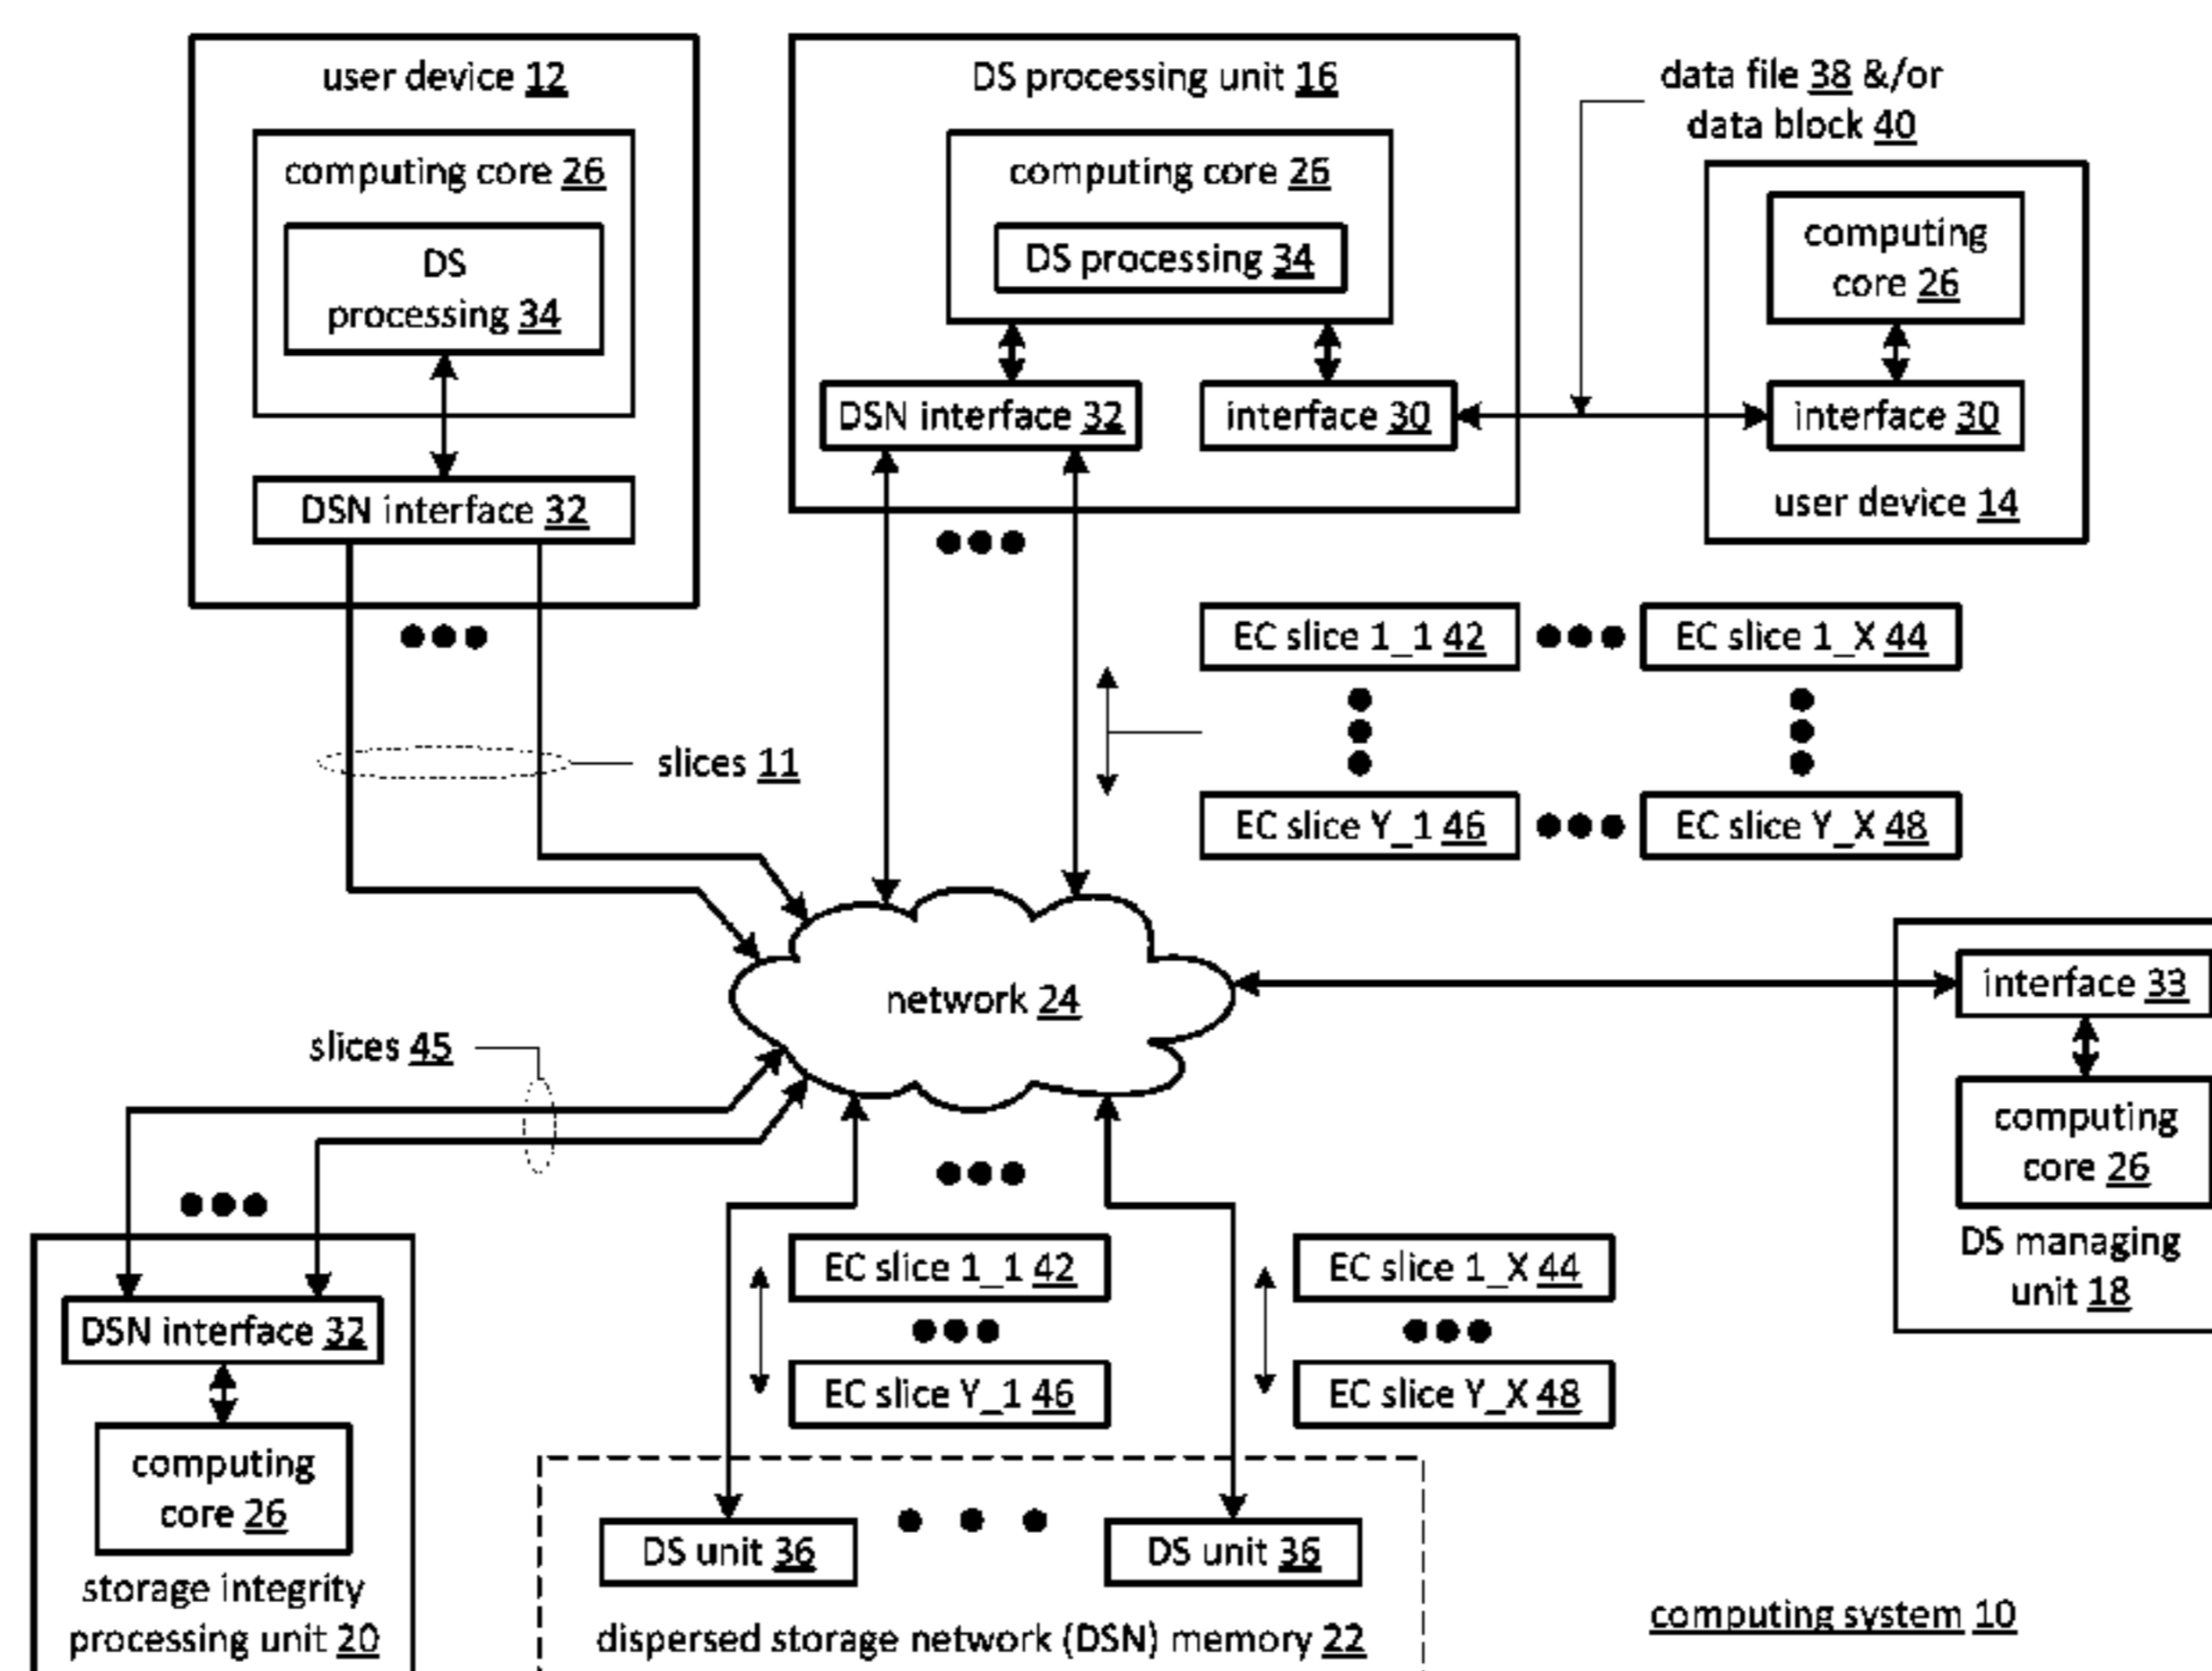 user device 12
computing core 26
DS
processing 34
DSN interface 32
slices 11
DS processing unit 16
computing core 26
DS processing 34
DSN interface 32
interface 30
data file 38 &/or
data block 40
computing
core 26
interface 30
user device 14
EC slice 1_1 42
EC slice 1_X 44
EC slice Y_1 46
EC slice Y_X 48
network 24
interface 33
computing
core 26
DS managing
unit 18
slices 45
DSN interface 32
computing
core 26
storage integrity
processing unit 20
EC slice 1_1 42
EC slice 1_X 44
EC slice Y_1 46
EC slice Y_X 48
DS unit 36
DS unit 36
dispersed storage network (DSN) memory 22
computing system 10